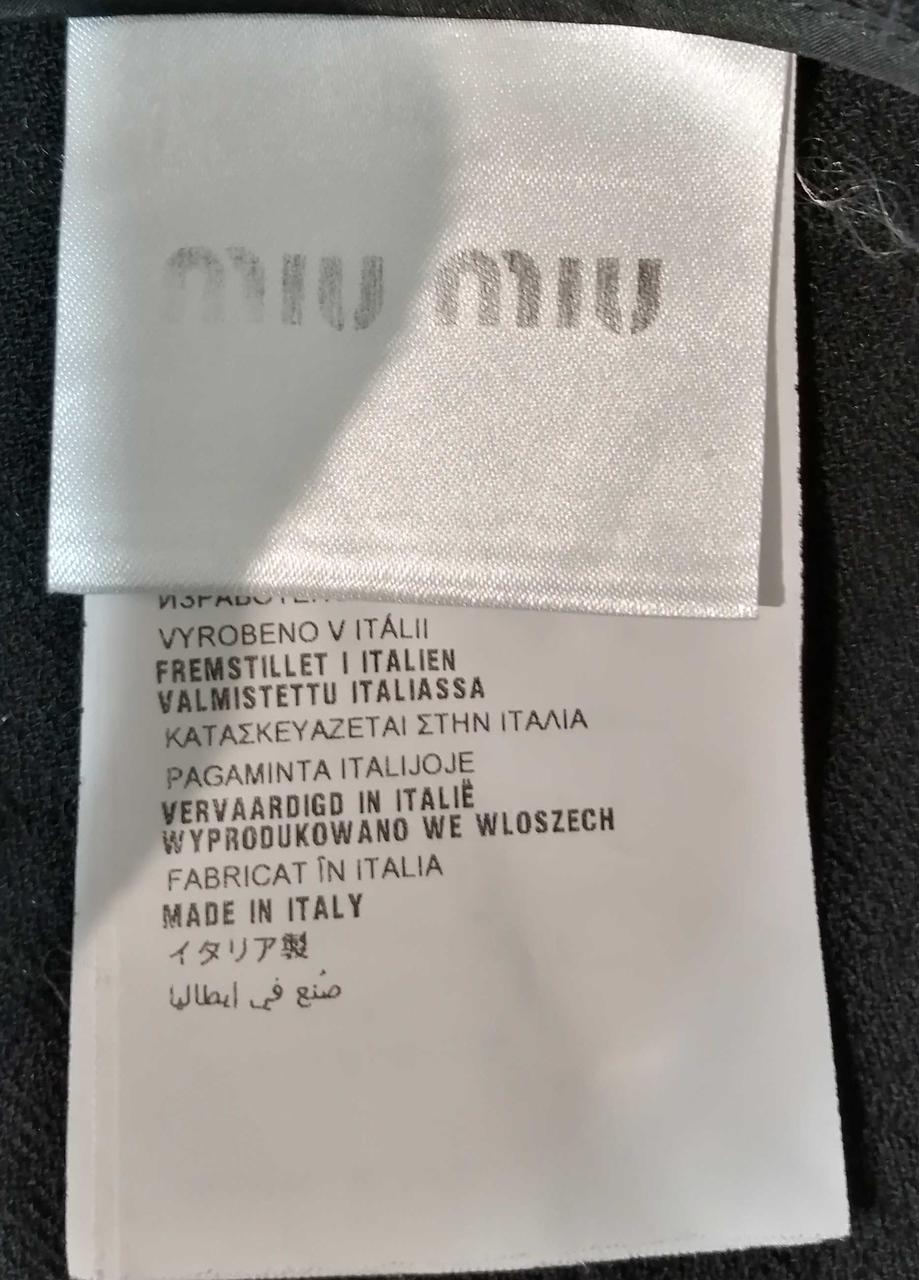 miu miu
VYROBENO V ITÁLII
FREMSTILLET I ITALIEN
VALMISTETTU ITALIASSA
ΚΑΤΑΣΚΕΥΑΖΕΤΑΙ ΣΤΗΝ ΙΤΑΛΙΑ
PAGAMINTA ITALIJOJE
VERVAARDIGD IN ITALIË
WYPRODUKOWANO WE WLOSZECH
FABRICAT ÎN ITALIA
MADE IN ITALY
イタリア製
صُنع في ايطاليا